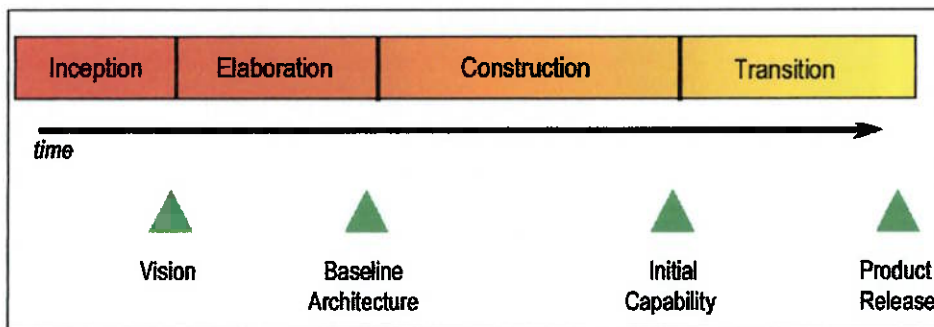 Inception
Elaboration
Construction
Transition
time
Vision
Baseline
Architecture
Initial
Capability
Product
Release